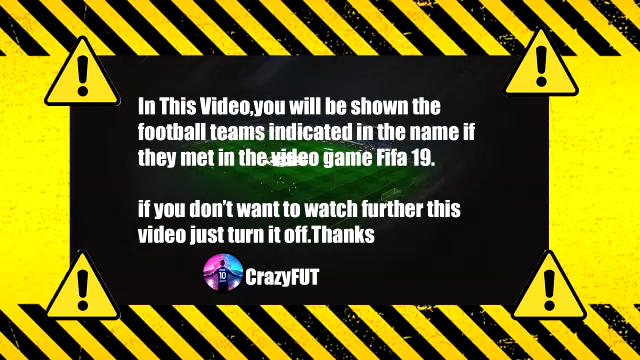 In This Video,you will be shown the
football teams indicated in the name if
they met in the video game Fifa 19.
if you don't want to watch further this
video just turn it off.Thanks
10
CrazyFUT